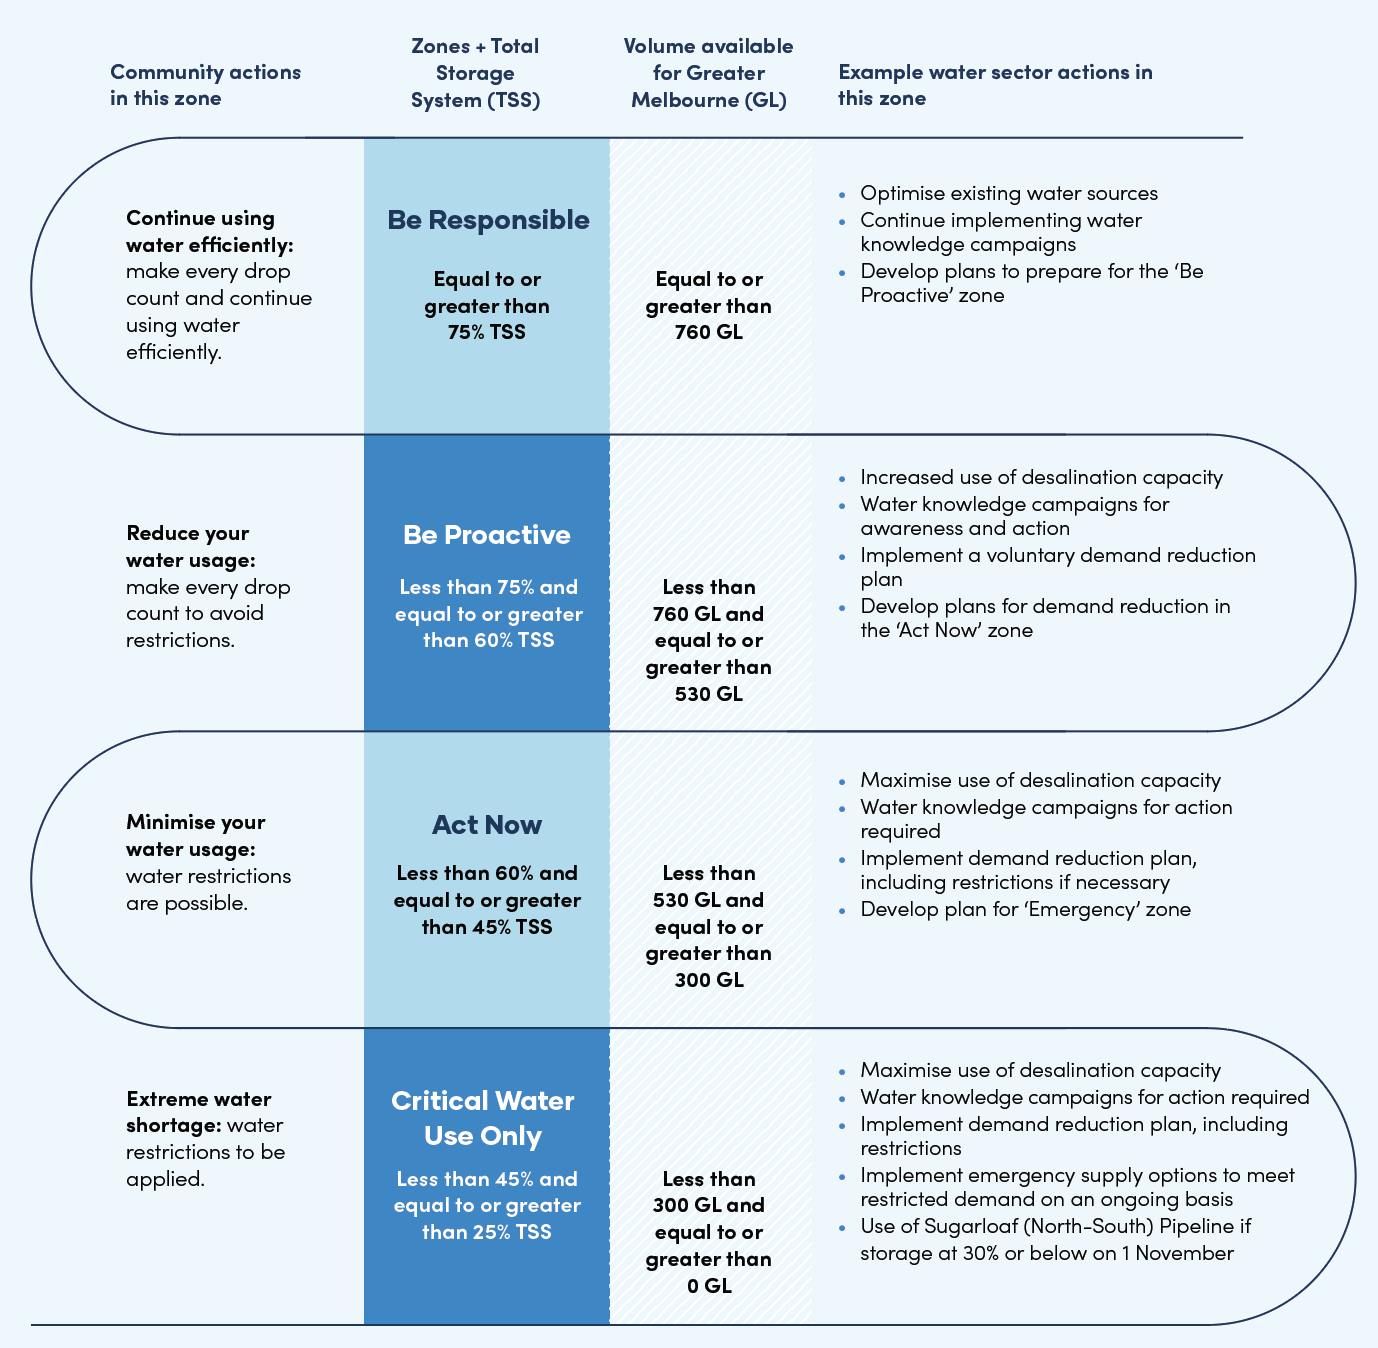 Community actions
in this zone
Zones + Total
Storage
System (TSS)
Volume available
for Greater
Melbourne (GL)
Example water sector actions in
this zone
Continue using
water efficiently:
make every drop
count and continue
using water
efficiently.
Be Responsible
Equal to or
greater than
75% TSS
Equal to or
greater than
760 GL
• Optimise existing water sources
• Continue implementing water
knowledge campaigns
• Develop plans to prepare for the ‘Be
Proactive’ zone
Reduce your
water usage:
make every drop
count to avoid
restrictions.
Be Proactive
Less than 75% and
equal to or greater
than 60% TSS
Less than
760 GL and
equal to or
greater than
530 GL
• Increased use of desalination capacity
• Water knowledge campaigns for
awareness and action
• Implement a voluntary demand reduction
plan
• Develop plans for demand reduction in
the ‘Act Now’ zone
Minimise your
water usage:
water restrictions
are possible.
Act Now
Less than 60% and
equal to or greater
than 45% TSS
Less than
530 GL and
equal to or
greater than
300 GL
• Maximise use of desalination capacity
• Water knowledge campaigns for action
required
• Implement demand reduction plan,
including restrictions if necessary
• Develop plan for ‘Emergency’ zone
Extreme water
shortage: water
restrictions to be
applied.
Critical Water
Use Only
Less than 45% and
equal to or greater
than 25% TSS
Less than
300 GL and
equal to or
greater than
0 GL
• Maximise use of desalination capacity
• Water knowledge campaigns for action required
• Implement demand reduction plan, including
restrictions
• Implement emergency supply options to meet
restricted demand on an ongoing basis
• Use of Sugarloaf (North-South) Pipeline if
storage at 30% or below on 1 November